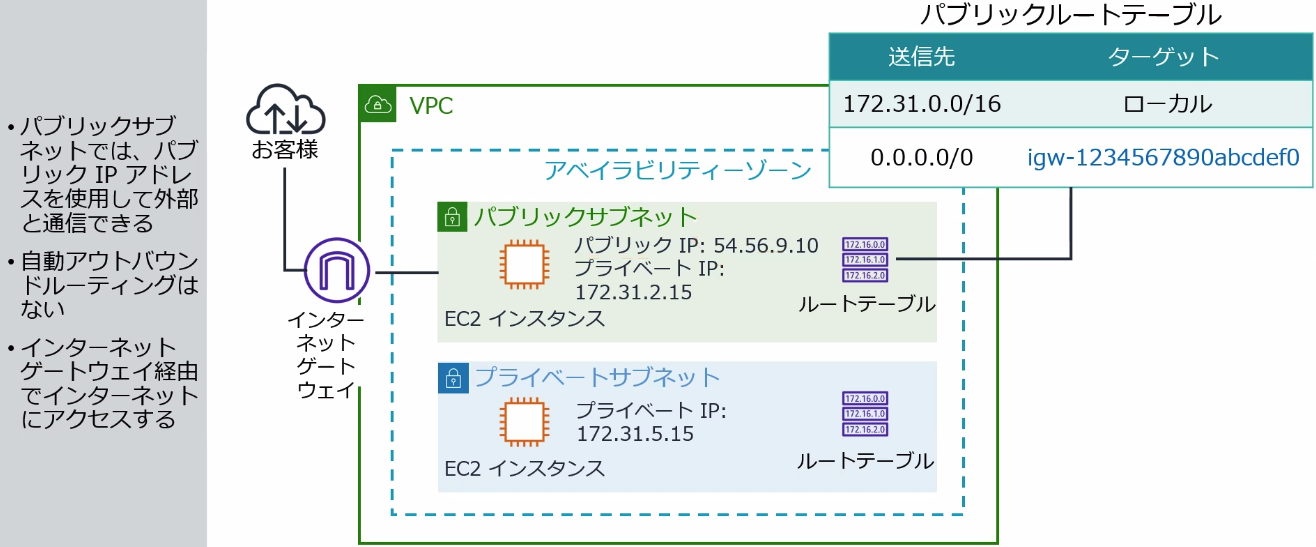 • パブリックサブ
ネットでは、パブ
リック IP アドレ
スを使用して外部
と通信できる
• 自動アウトバウン
ドルーティングは
ない
• インターネット
ゲートウェイ経由
でインターネット
にアクセスする
パブリックルートテーブル
送信先 ターゲット
172.31.0.0/16 ローカル
0.0.0.0/0 igw-1234567890abcdef0
お客様
VPC
アベイラビリティーゾーン
インター
ネット
ゲート
ウェイ
パブリックサブネット
パブリック IP: 54.56.9.10
プライベート IP:
172.31.2.15
EC2 インスタンス
172.16.0.0
172.16.1.0
172.16.2.0
ルートテーブル
プライベートサブネット
プライベート IP:
172.31.5.15
EC2 インスタンス
172.16.0.0
172.16.1.0
172.16.2.0
ルートテーブル